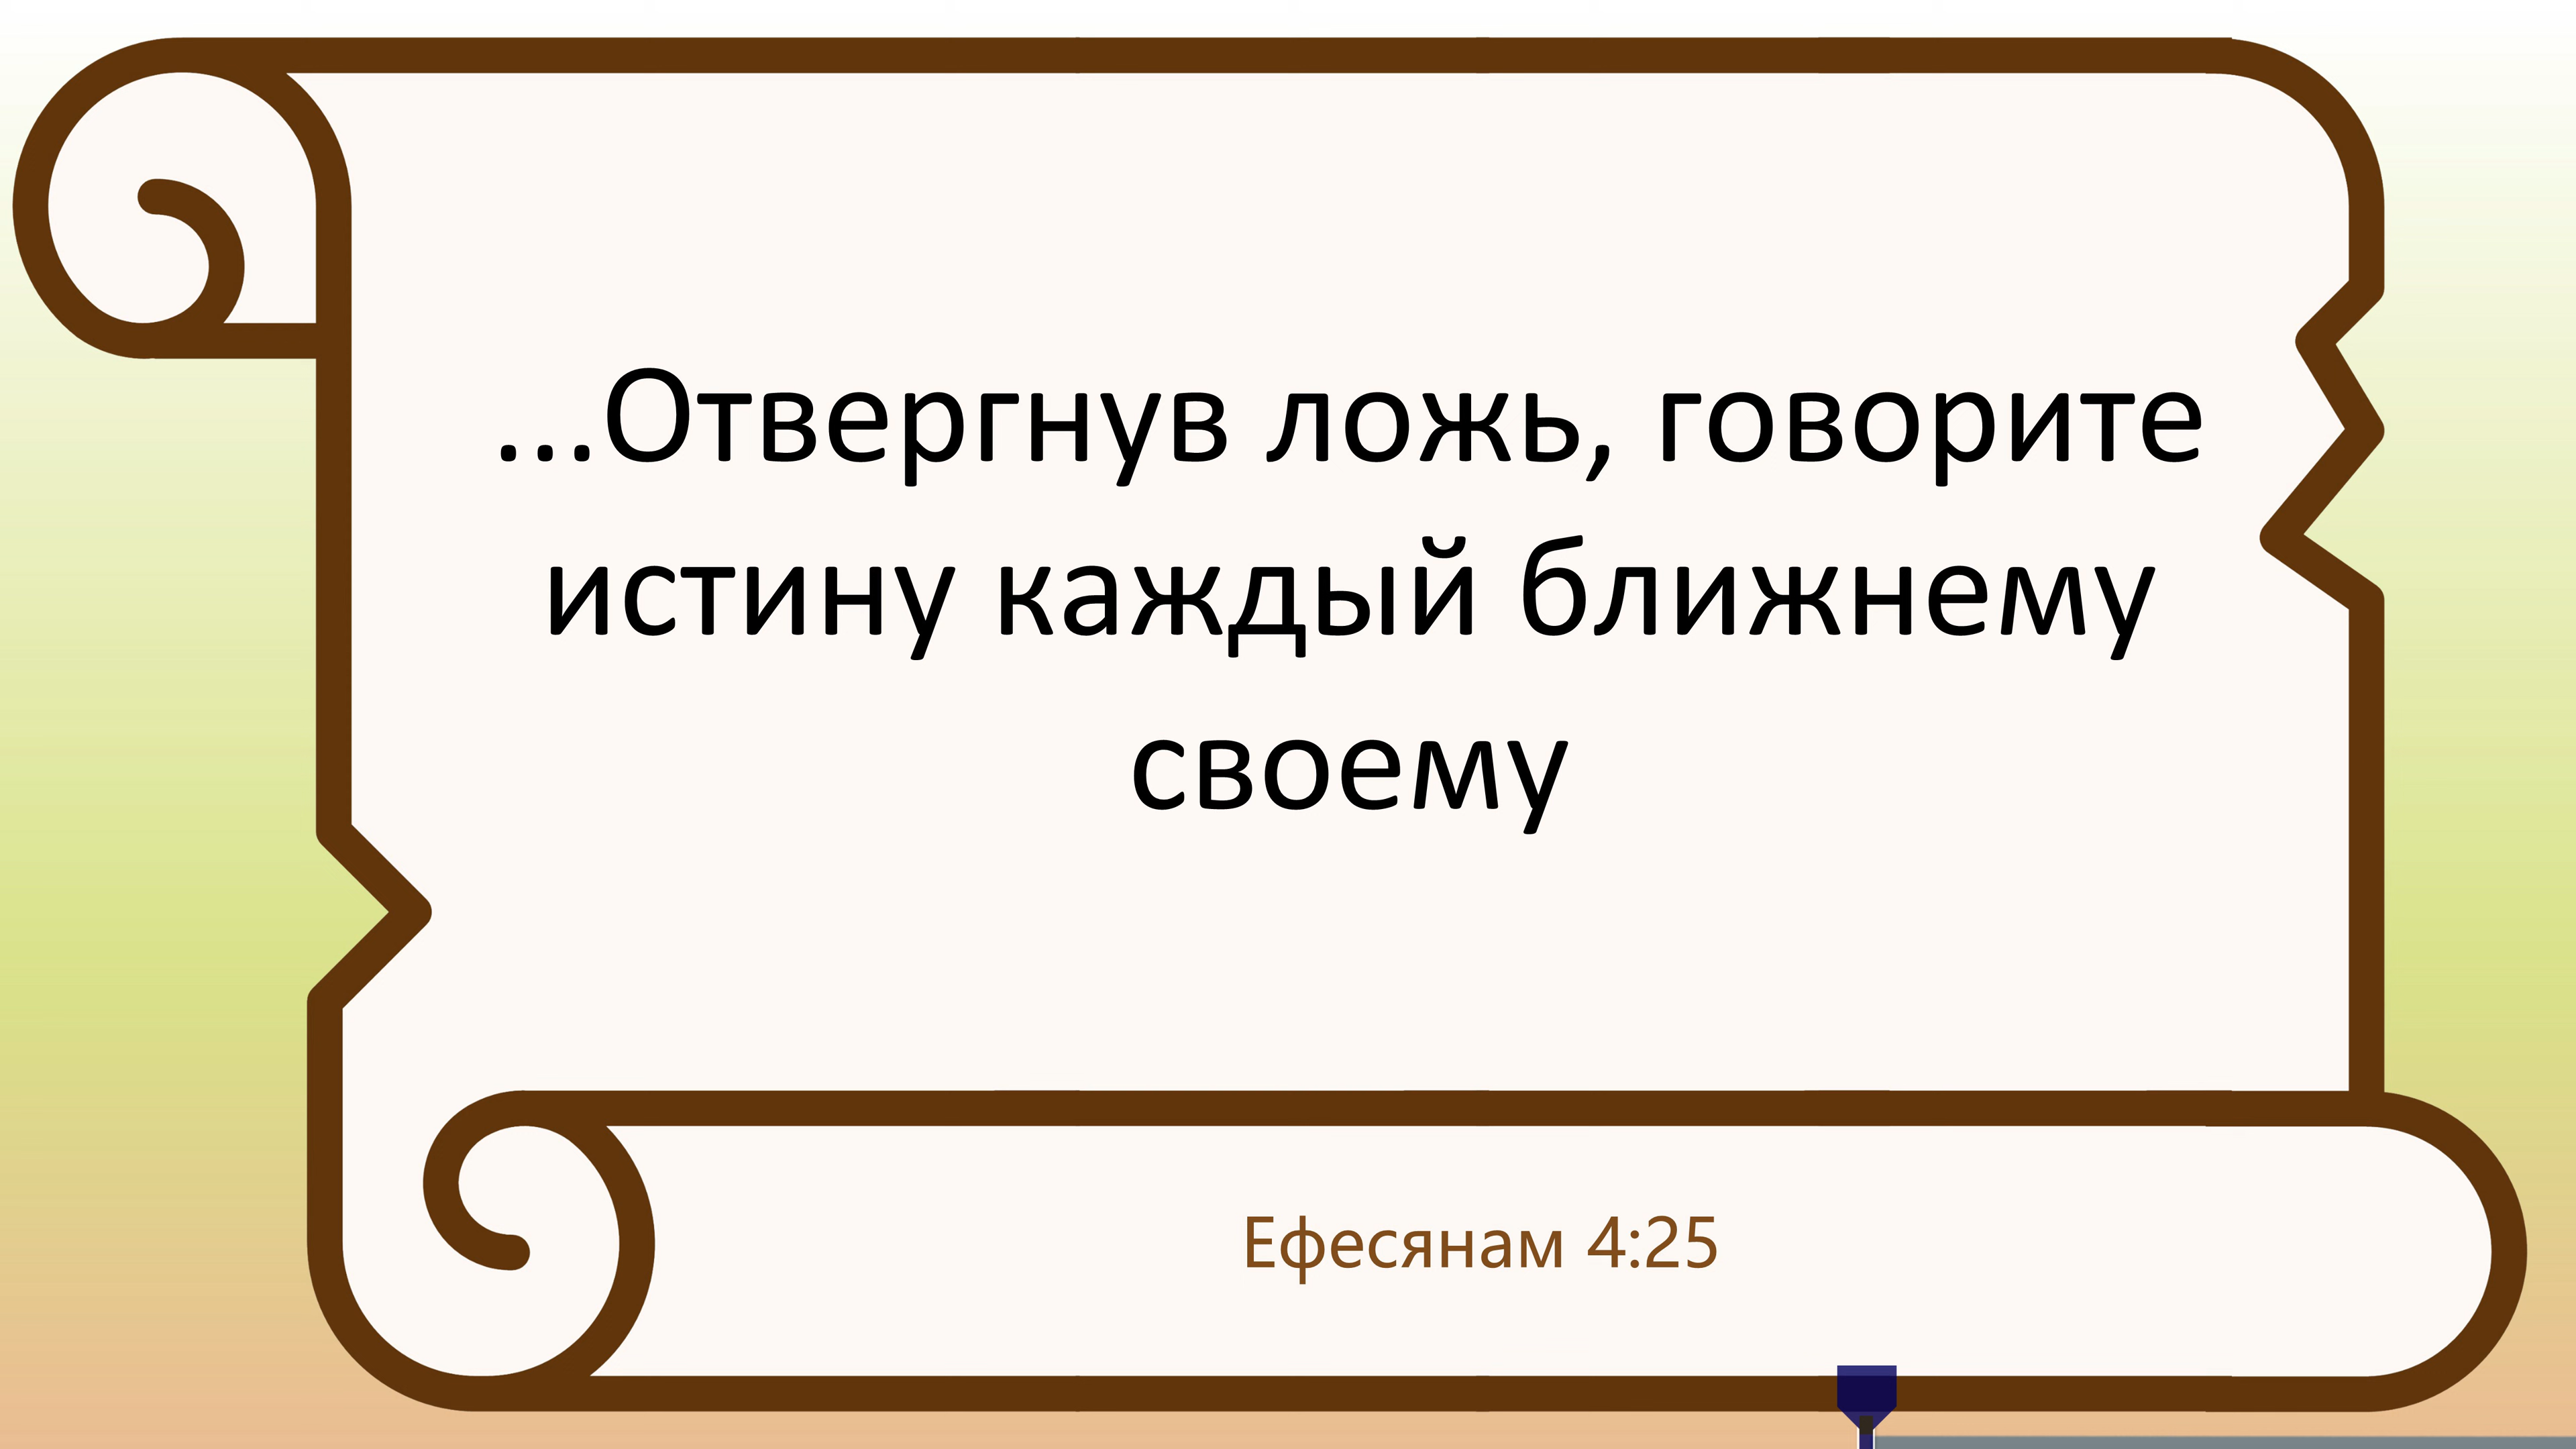 ...Отвергнув ложь, говорите
истину каждый ближнему
своему
Ефесянам 4:25